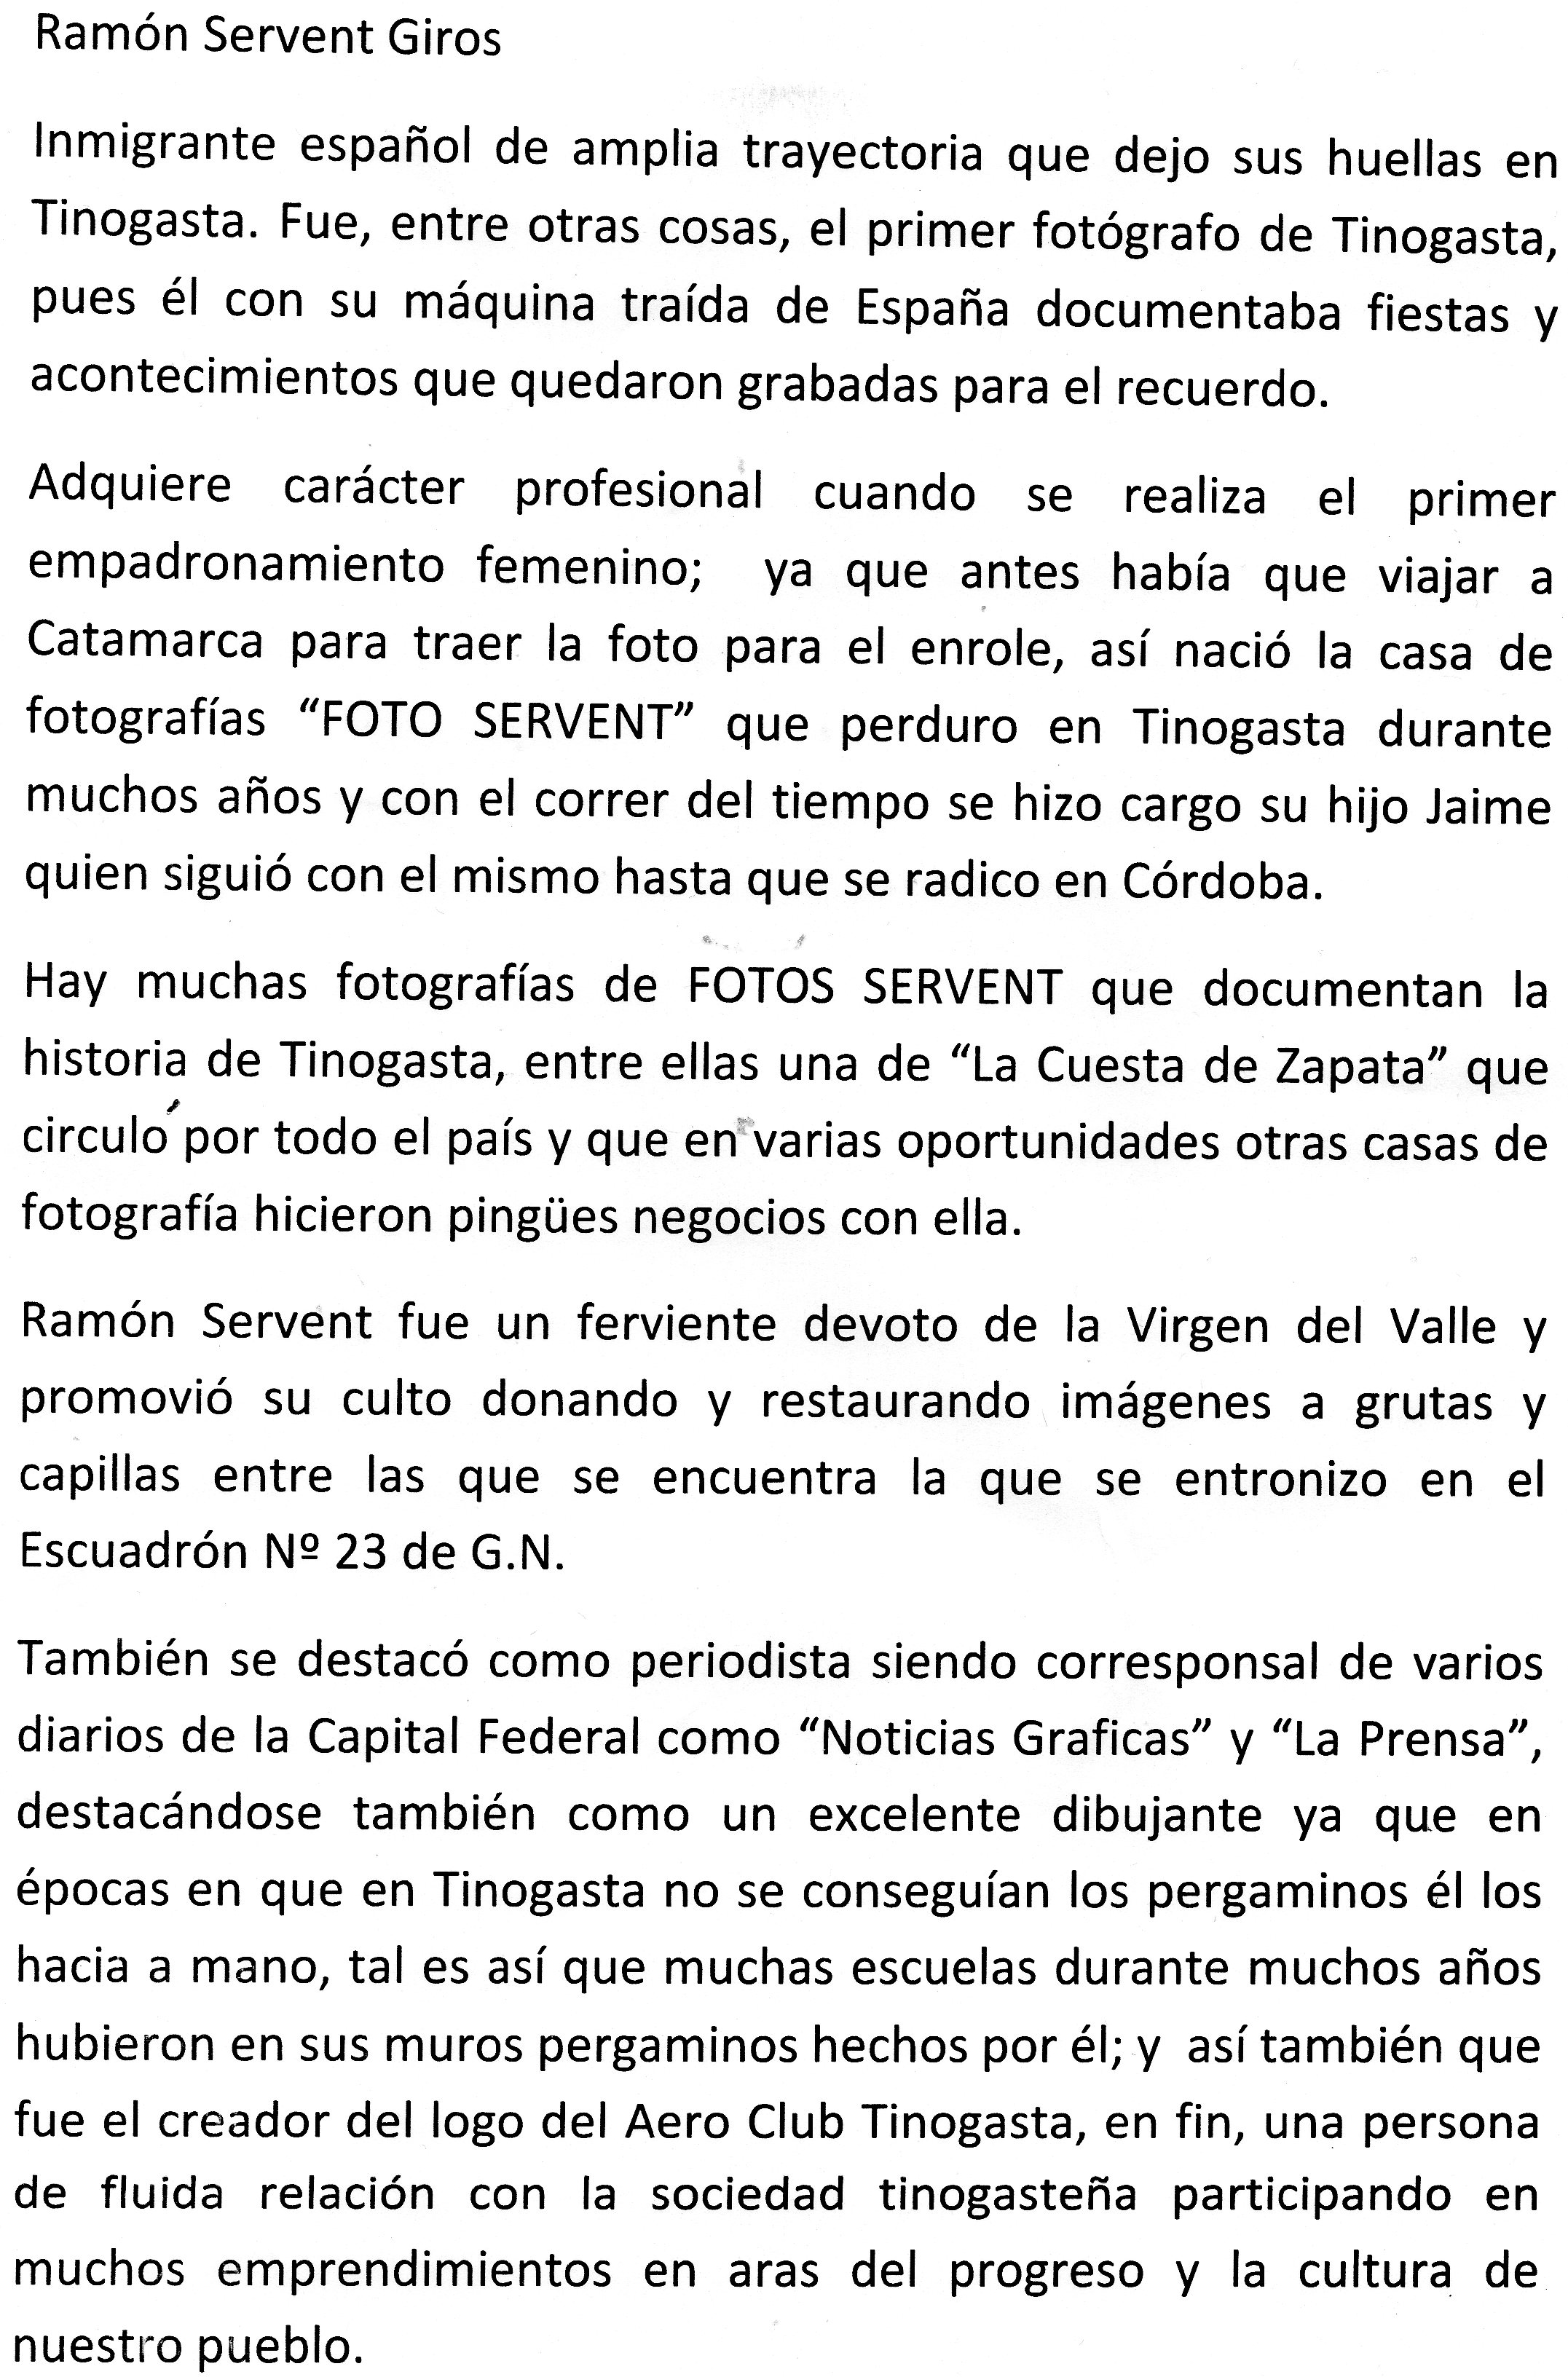 Ramón Servent Giros
Inmigrante español de amplia trayectoria que dejo sus huellas en
Tinogasta. Fue, entre otras cosas, el primer fotógrafo de Tinogasta,
pues él con su máquina traída de España documentaba fiestas y
acontecimientos que quedaron grabadas para el recuerdo.
Adquiere carácter profesional cuando se realiza el primer
empadronamiento femenino; ya que antes había que viajar a
Catamarca para traer la foto para el enrole, así nació la casa de
fotografías “FOTO SERVENT” que perduro en Tinogasta durante
muchos años y con el correr del tiempo se hizo cargo su hijo Jaime
quien siguió con el mismo hasta que se radico en Córdoba.
Hay muchas fotografías de FOTOS SERVENT que documentan la
historia de Tinogasta, entre ellas una de “La Cuesta de Zapata” que
circuló por todo el país y que en varias oportunidades otras casas de
fotografía hicieron pingües negocios con ella.
Ramón Servent fue un ferviente devoto de la Virgen del Valle y
promovió su culto donando y restaurando imágenes a grutas y
capillas entre las que se encuentra la que se entronizo en el
Escuadrón Nº 23 de G.N.
También se destacó como periodista siendo corresponsal de varios
diarios de la Capital Federal como “Noticias Graficas” y “La Prensa”,
destacándose también como un excelente dibujante ya que en
épocas en que en Tinogasta no se conseguían los pergaminos él los
hacia a mano, tal es así que muchas escuelas durante muchos años
hubieron en sus muros pergaminos hechos por él; y así también que
fue el creador del logo del Aero Club Tinogasta, en fin, una persona
de fluida relación con la sociedad tinogasteña participando en
muchos emprendimientos en aras del progreso y la cultura de
nuestro pueblo.